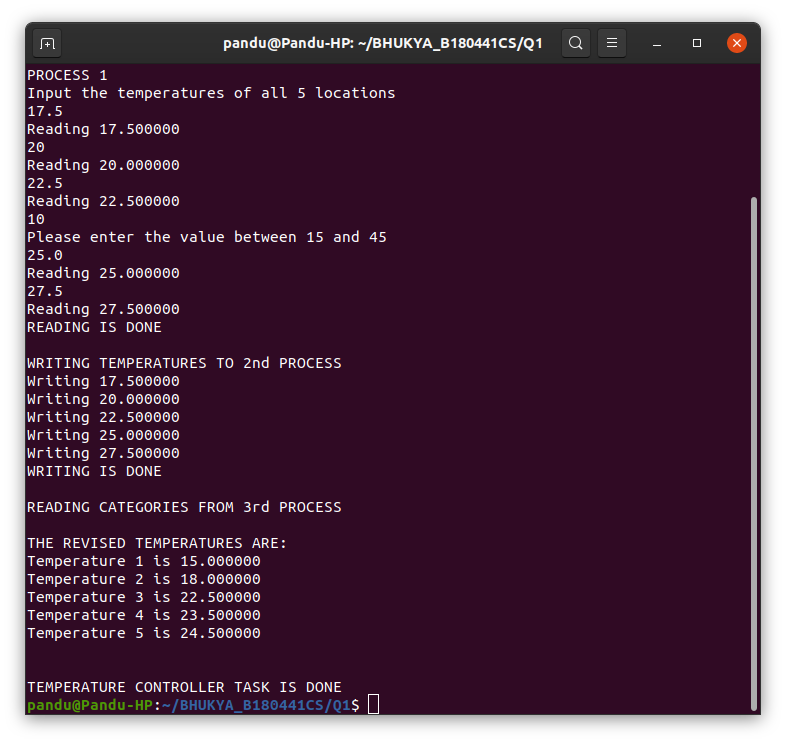 pandu@Pandu-HP: ~/BHUKYA_B180441CS/Q1
PROCESS 1
Input the temperatures of all 5 locations
17.5
Reading 17.500000
20
Reading 20.000000
22.5
Reading 22.500000
10
Please enter the value between 15 and 45
25.0
Reading 25.000000
27.5
Reading 27.500000
READING IS DONE
WRITING TEMPERATURES TO 2nd PROCESS
Writing 17.500000
Writing 20.000000
Writing 22.500000
Writing 25.000000
Writing 27.500000
WRITING IS DONE
READING CATEGORIES FROM 3rd PROCESS
THE REVISED TEMPERATURES ARE:
Temperature 1 is 15.000000
Temperature 2 is 18.000000
Temperature 3 is 22.500000
Temperature 4 is 23.500000
Temperature 5 is 24.500000
TEMPERATURE CONTROLLER TASK IS DONE
pandu@Pandu-HP:~/BHUKYA_B180441CS/Q1$